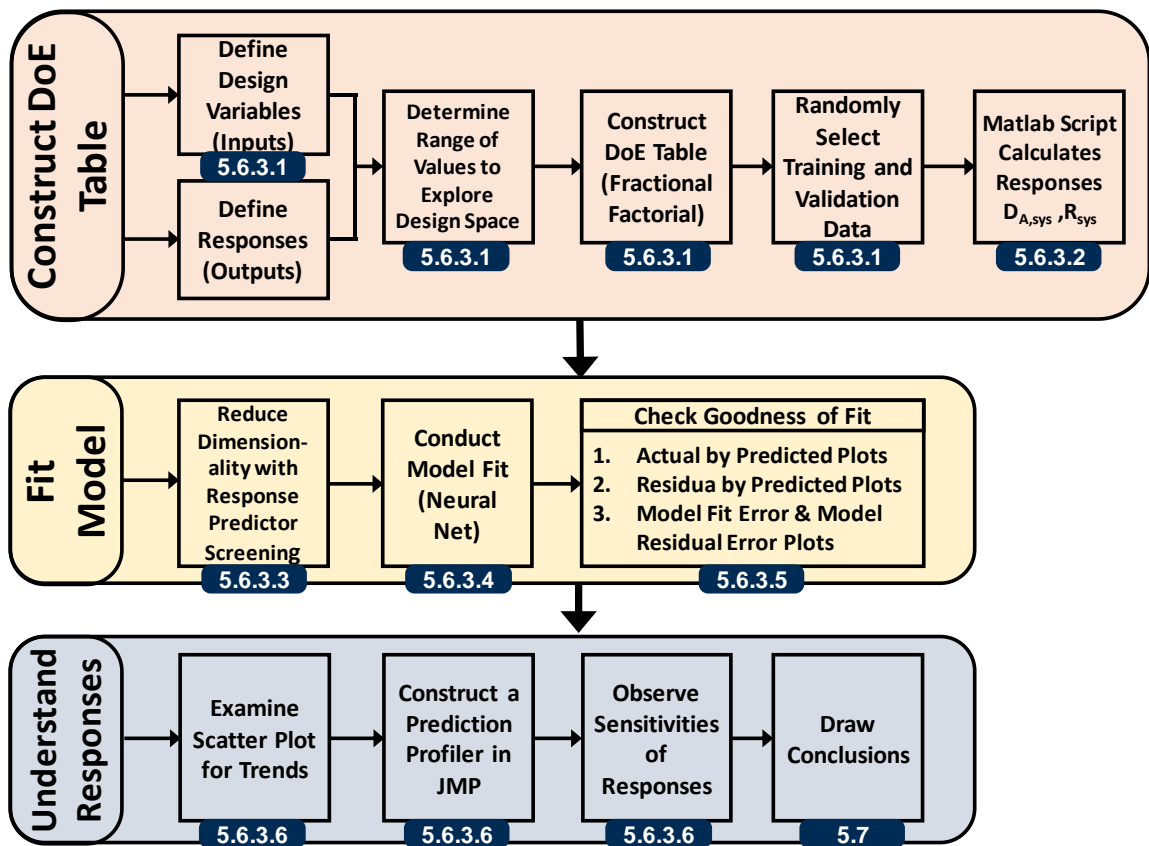 Construct DoE
Table
Define
Design
Variables
(Inputs)
5.6.3.1
Define
Responses
(Outputs)
Determine
Range of
Values to
Explore
Design Space
5.6.3.1
Construct
DoE Table
(Fractional
Factorial)
5.6.3.1
Randomly
Select
Training and
Validation
Data
5.6.3.1
Matlab Script
Calculates
Responses
D_A,sys ,R_sys
5.6.3.2
Fit
Model
Reduce
Dimension-
ality with
Response
Predictor
Screening
5.6.3.3
Conduct
Model Fit
(Neural
Net)
5.6.3.4
Check Goodness of Fit
1. Actual by Predicted Plots
2. Residua by Predicted Plots
3. Model Fit Error & Model
Residual Error Plots
5.6.3.5
Understand
Responses
Examine
Scatter Plot
for Trends
5.6.3.6
Construct a
Prediction
Profiler in
JMP
5.6.3.6
Observe
Sensitivities
of
Responses
5.6.3.6
Draw
Conclusions
5.7